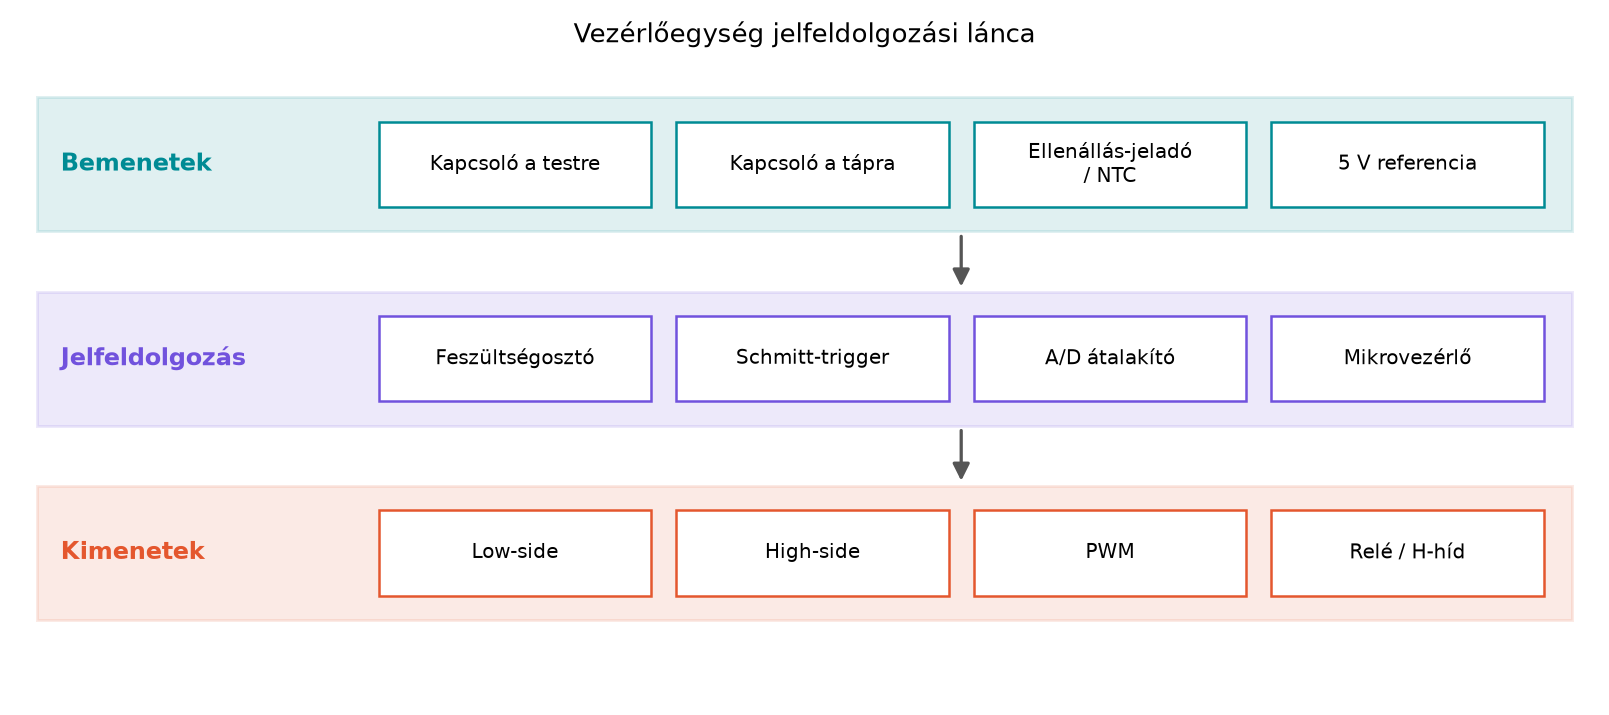 Vezérlőegység jelfeldolgozási lánca
Bemenetek
Kapcsoló a testre
Kapcsoló a tápra
Ellenállás-jeladó
/ NTC
5 V referencia
Jelfeldolgozás
Feszültségosztó
Schmitt-trigger
A/D átalakító
Mikrovezérlő
Kimenetek
Low-side
High-side
PWM
Relé / H-híd